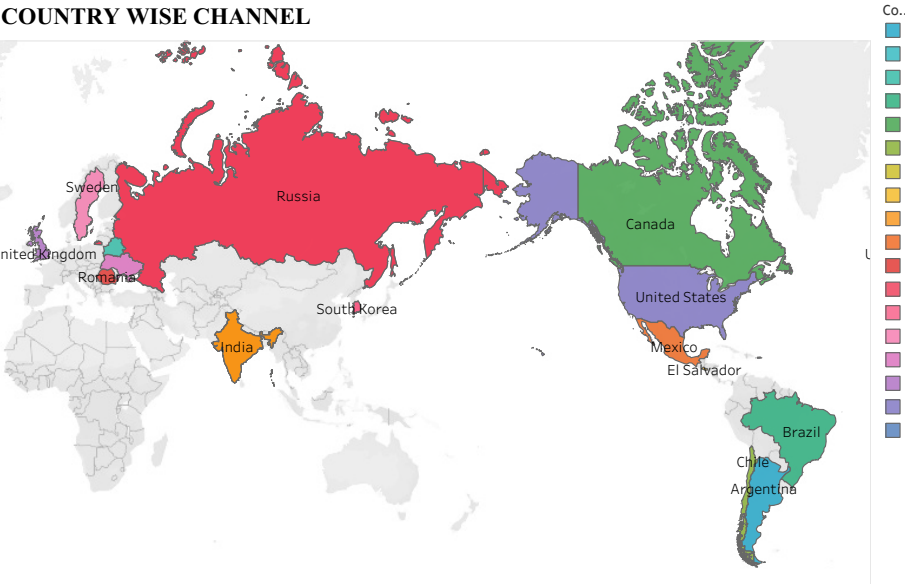 COUNTRY WISE CHANNEL
Co..
Sweden
Russia
Canada
nited Kingdom
U
Romania
United States
South Korea
India
Mexico
El Salvador
Brazil
Chile
Argentina